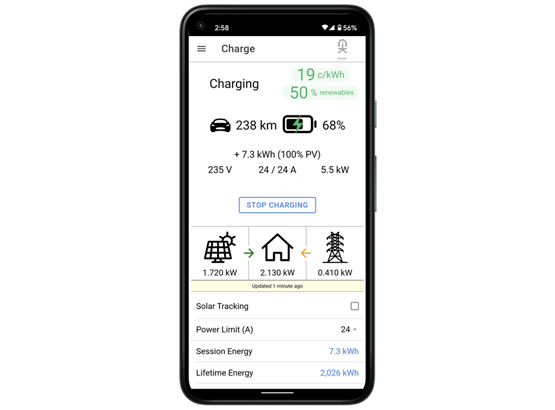 2:58
56%
Charge
19 c/kWh
Charging
50 % renewables
238 km
68%
+ 7.3 kWh (100% PV)
235 V
24 / 24 A
5.5 kW
STOP CHARGING
1.720 kW
2.130 kW
0.410 kW
Updated 1 minute ago
Solar Tracking
Power Limit (A)
24
Session Energy
7.3 kWh
Lifetime Energy
2,026 kWh